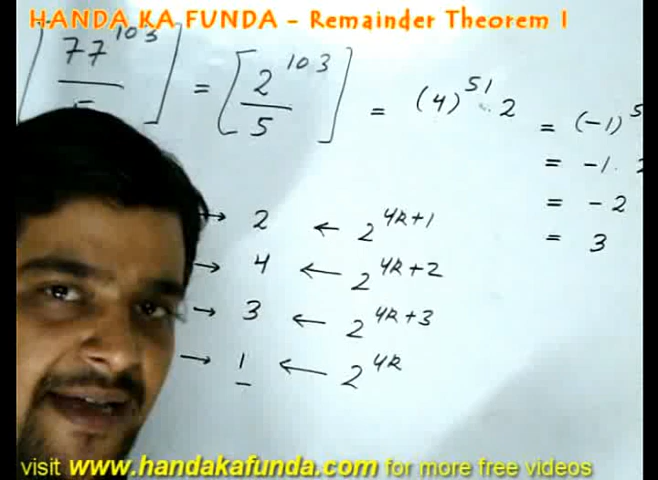 HANDA KA FUNDA - Remainder Theorem 1
[77^103 / 5] = [2^103 / 5] = (4)^51 . 2 = (-1)^5
= -1 . 2
= -2
= 3
→ 2 ← 2^4k+1
→ 4 ← 2^4k+2
→ 3 ← 2^4k+3
→ 1 ← 2^4k
visit www.handakafunda.com for more free videos